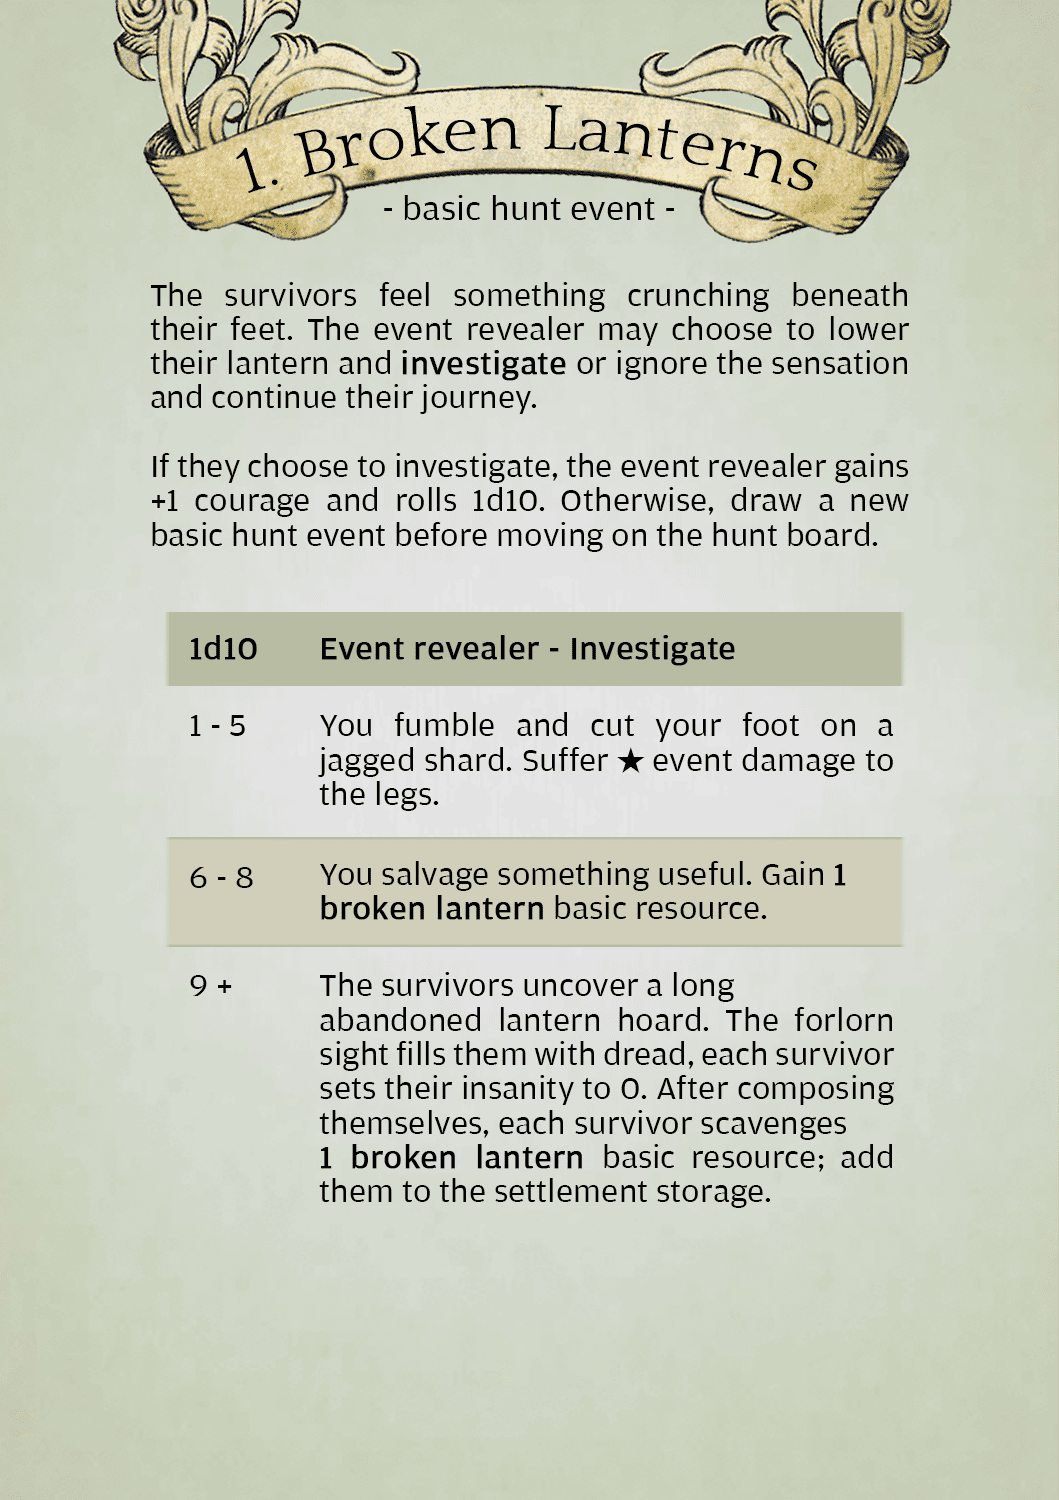 1. Broken Lanterns
- basic hunt event -
The survivors feel something crunching beneath
their feet. The event revealer may choose to lower
their lantern and investigate or ignore the sensation
and continue their journey.
If they choose to investigate, the event revealer gains
+1 courage and rolls 1d10. Otherwise, draw a new
basic hunt event before moving on the hunt board.
1d10 Event revealer - Investigate
1 - 5 You fumble and cut your foot on a
jagged shard. Suffer ★ event damage to
the legs.
6 - 8 You salvage something useful. Gain 1
broken lantern basic resource.
9 + The survivors uncover a long
abandoned lantern hoard. The forlorn
sight fills them with dread, each survivor
sets their insanity to 0. After composing
themselves, each survivor scavenges
1 broken lantern basic resource; add
them to the settlement storage.